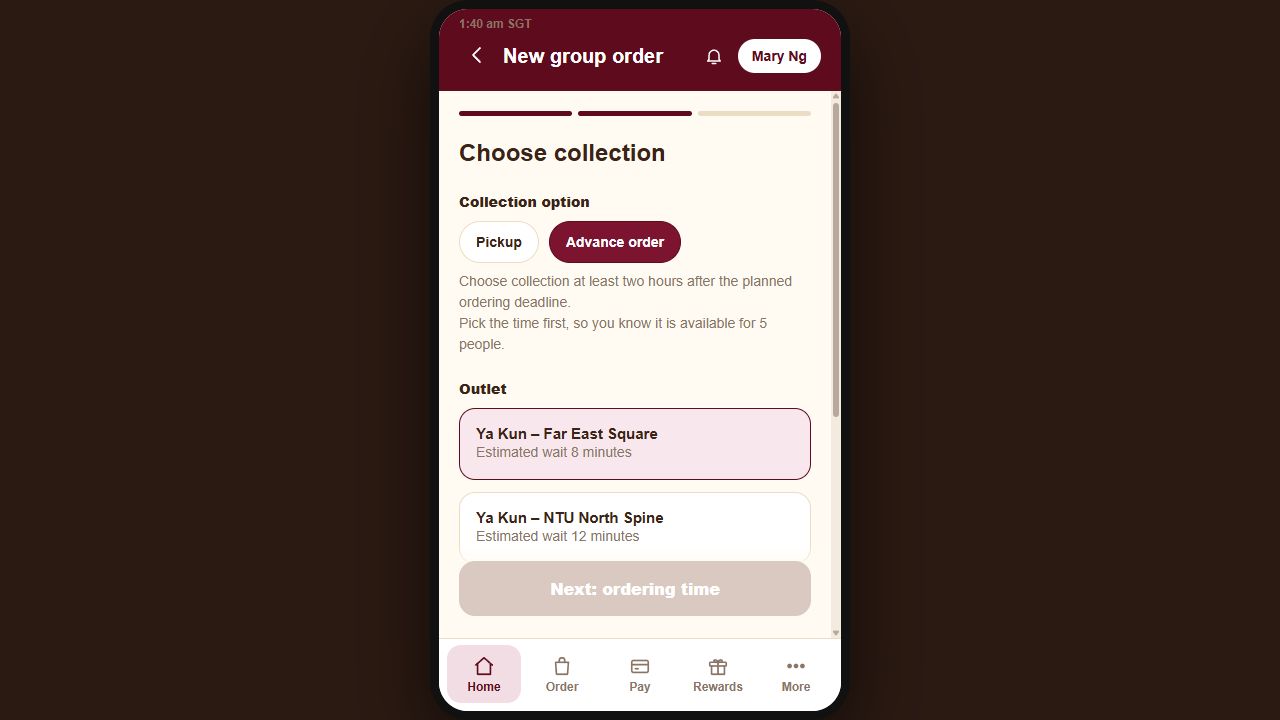 1:40 am SGT
New group order
Mary Ng
Choose collection
Collection option
Pickup
Advance order
Choose collection at least two hours after the planned
ordering deadline.
Pick the time first, so you know it is available for 5
people.
Outlet
Ya Kun – Far East Square
Estimated wait 8 minutes
Ya Kun – NTU North Spine
Estimated wait 12 minutes
Next: ordering time
Home
Order
Pay
Rewards
More